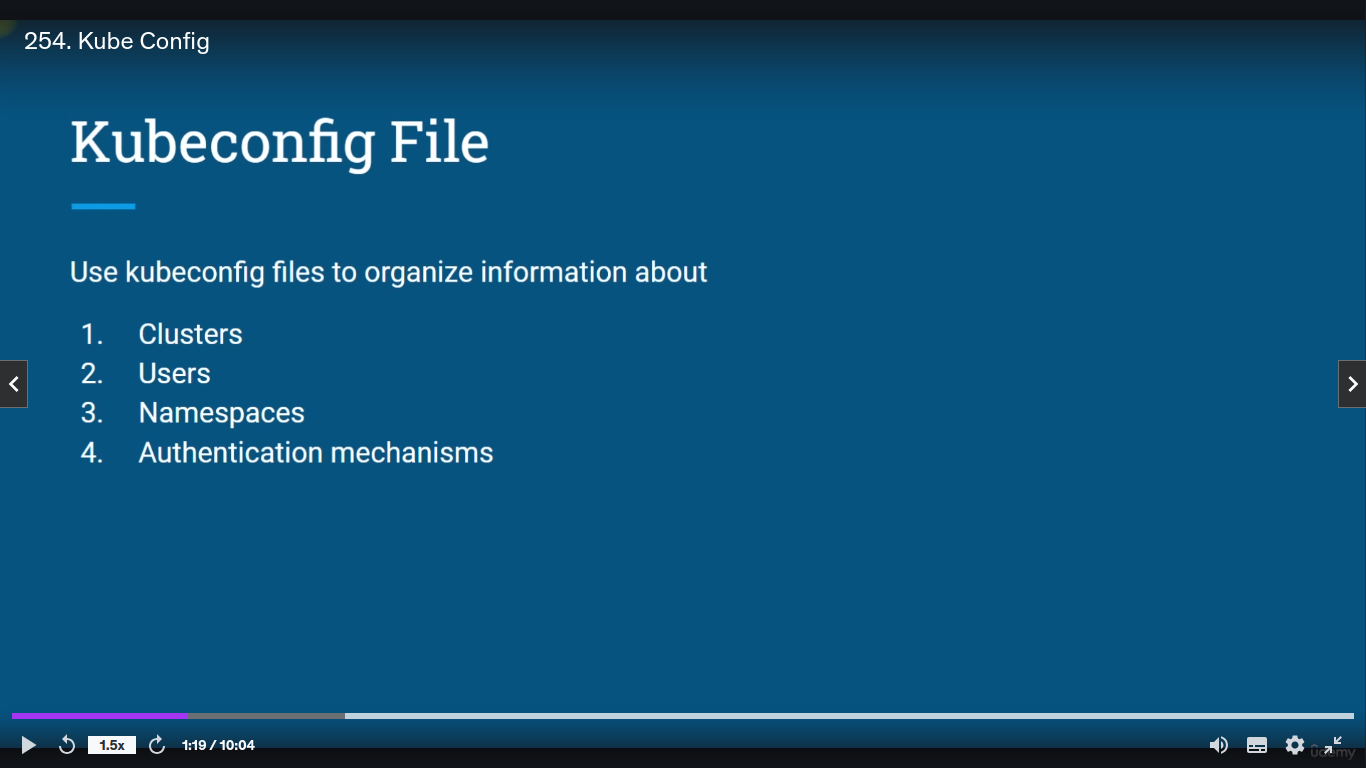 254. Kube Config
Kubeconfig File
Use kubeconfig files to organize information about
1. Clusters
2. Users
3. Namespaces
4. Authentication mechanisms
1.5x
1:19 / 10:04
ûdemy